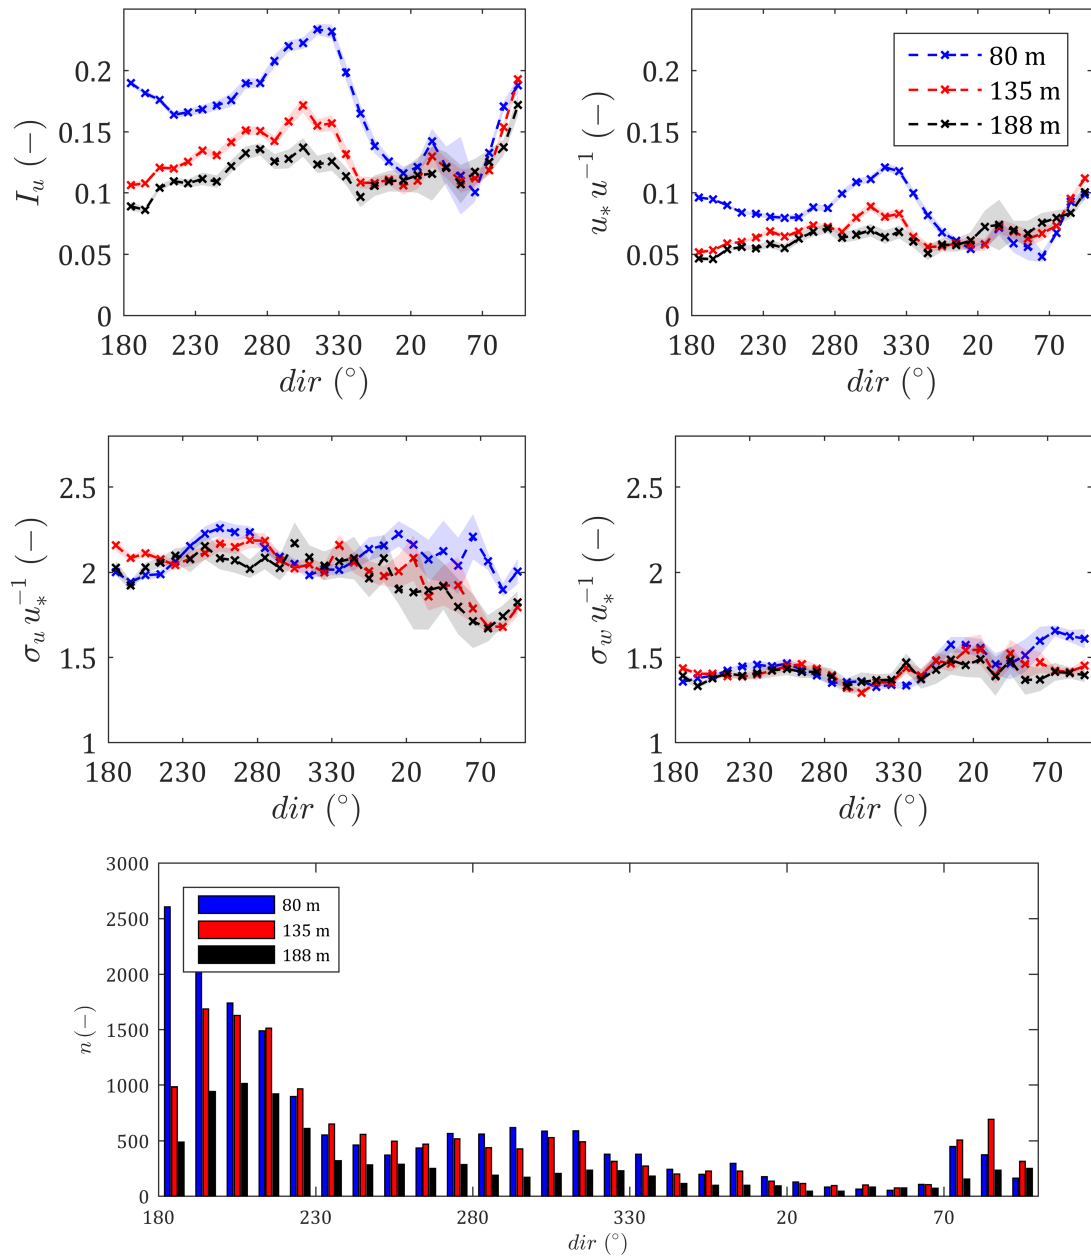 0.2
0.15
0.1
0.05
0
I_u (−)
180 230 280 330 20 70
dir (°)
0.2
0.15
0.1
0.05
0
u_* u^{-1} (−)
80 m
135 m
188 m
180 230 280 330 20 70
dir (°)
2.5
2
1.5
1
σ_u u_*^{-1} (−)
180 230 280 330 20 70
dir (°)
2.5
2
1.5
1
σ_w u_*^{-1} (−)
180 230 280 330 20 70
dir (°)
3000
2500
2000
1500
1000
500
0
n (−)
80 m
135 m
188 m
180 230 280 330 20 70
dir (°)